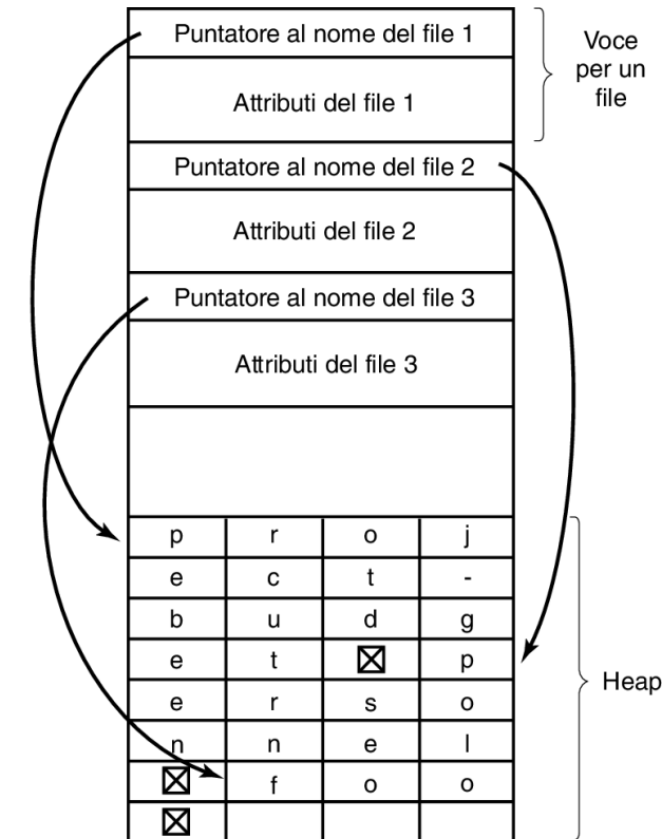 Puntatore al nome del file 1
Voce
per un
file
Attributi del file 1
Puntatore al nome del file 2
Attributi del file 2
Puntatore al nome del file 3
Attributi del file 3
p r o j
e c t -
b u d g
e t ☒ p
e r s o
n n e l
☒ f o o
☒
Heap